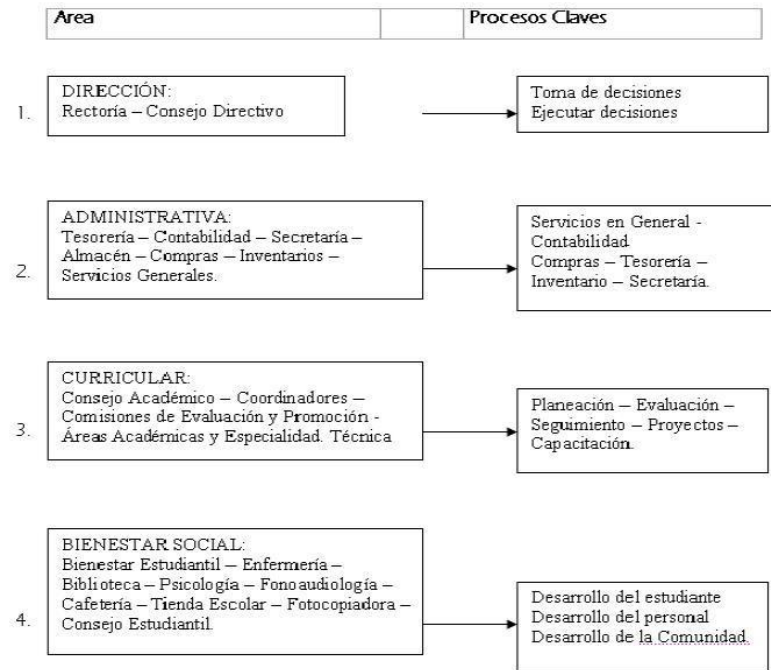 Area Procesos Claves
1.
DIRECCIÓN:
Rectoría – Consejo Directivo
Toma de decisiones
Ejecutar decisiones
2.
ADMINISTRATIVA:
Tesorería – Contabilidad – Secretaría –
Almacén – Compras – Inventarios –
Servicios Generales.
Servicios en General -
Contabilidad
Compras – Tesorería –
Inventario – Secretaría.
3.
CURRICULAR:
Consejo Académico – Coordinadores –
Comisiones de Evaluación y Promoción -
Áreas Académicas y Especialidad. Técnica
Planeación – Evaluación –
Seguimiento – Proyectos –
Capacitación.
4.
BIENESTAR SOCIAL:
Bienestar Estudiantil – Enfermería –
Biblioteca – Psicología – Fonoaudiología –
Cafetería – Tienda Escolar – Fotocopiadora –
Consejo Estudiantil.
Desarrollo del estudiante
Desarrollo del personal
Desarrollo de la Comunidad.